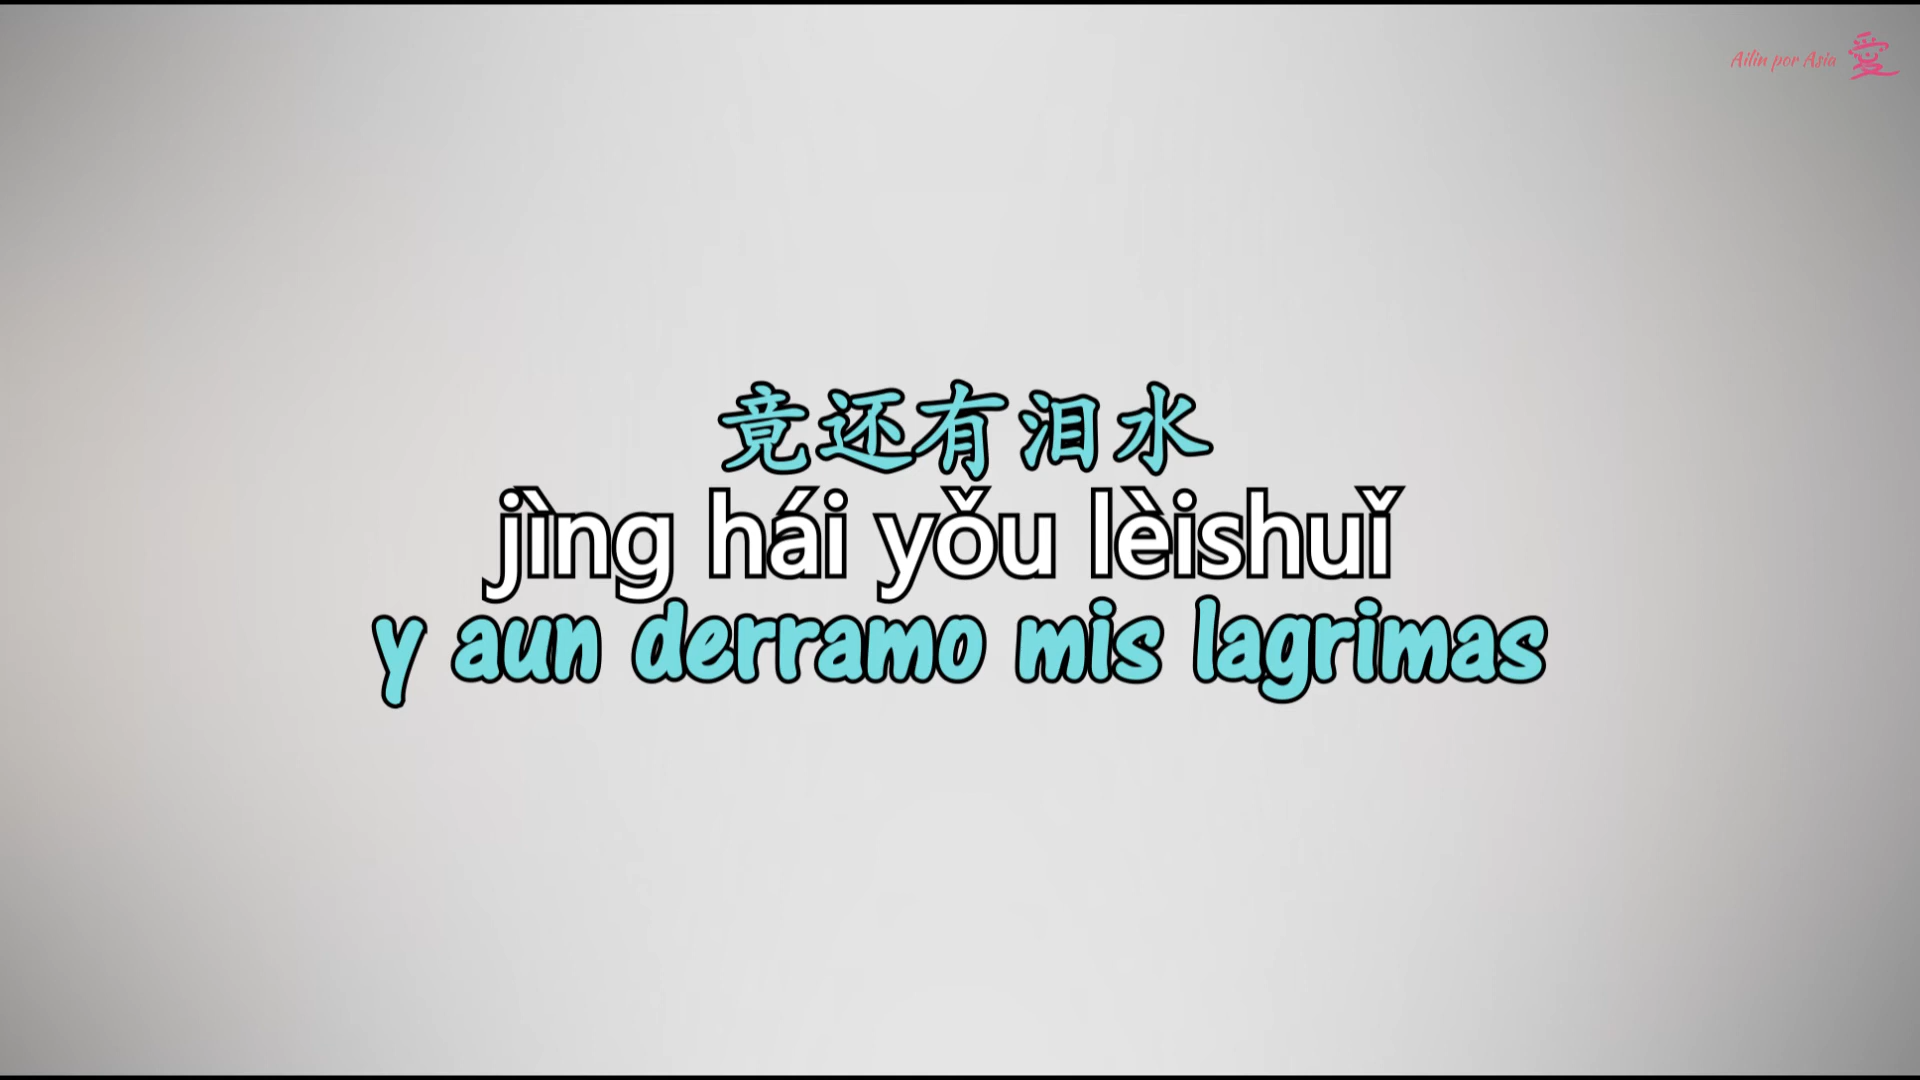 Ailin por Asia 愛
竟还有泪水
jìng hái yǒu lèishuǐ
y aun derramo mis lagrimas